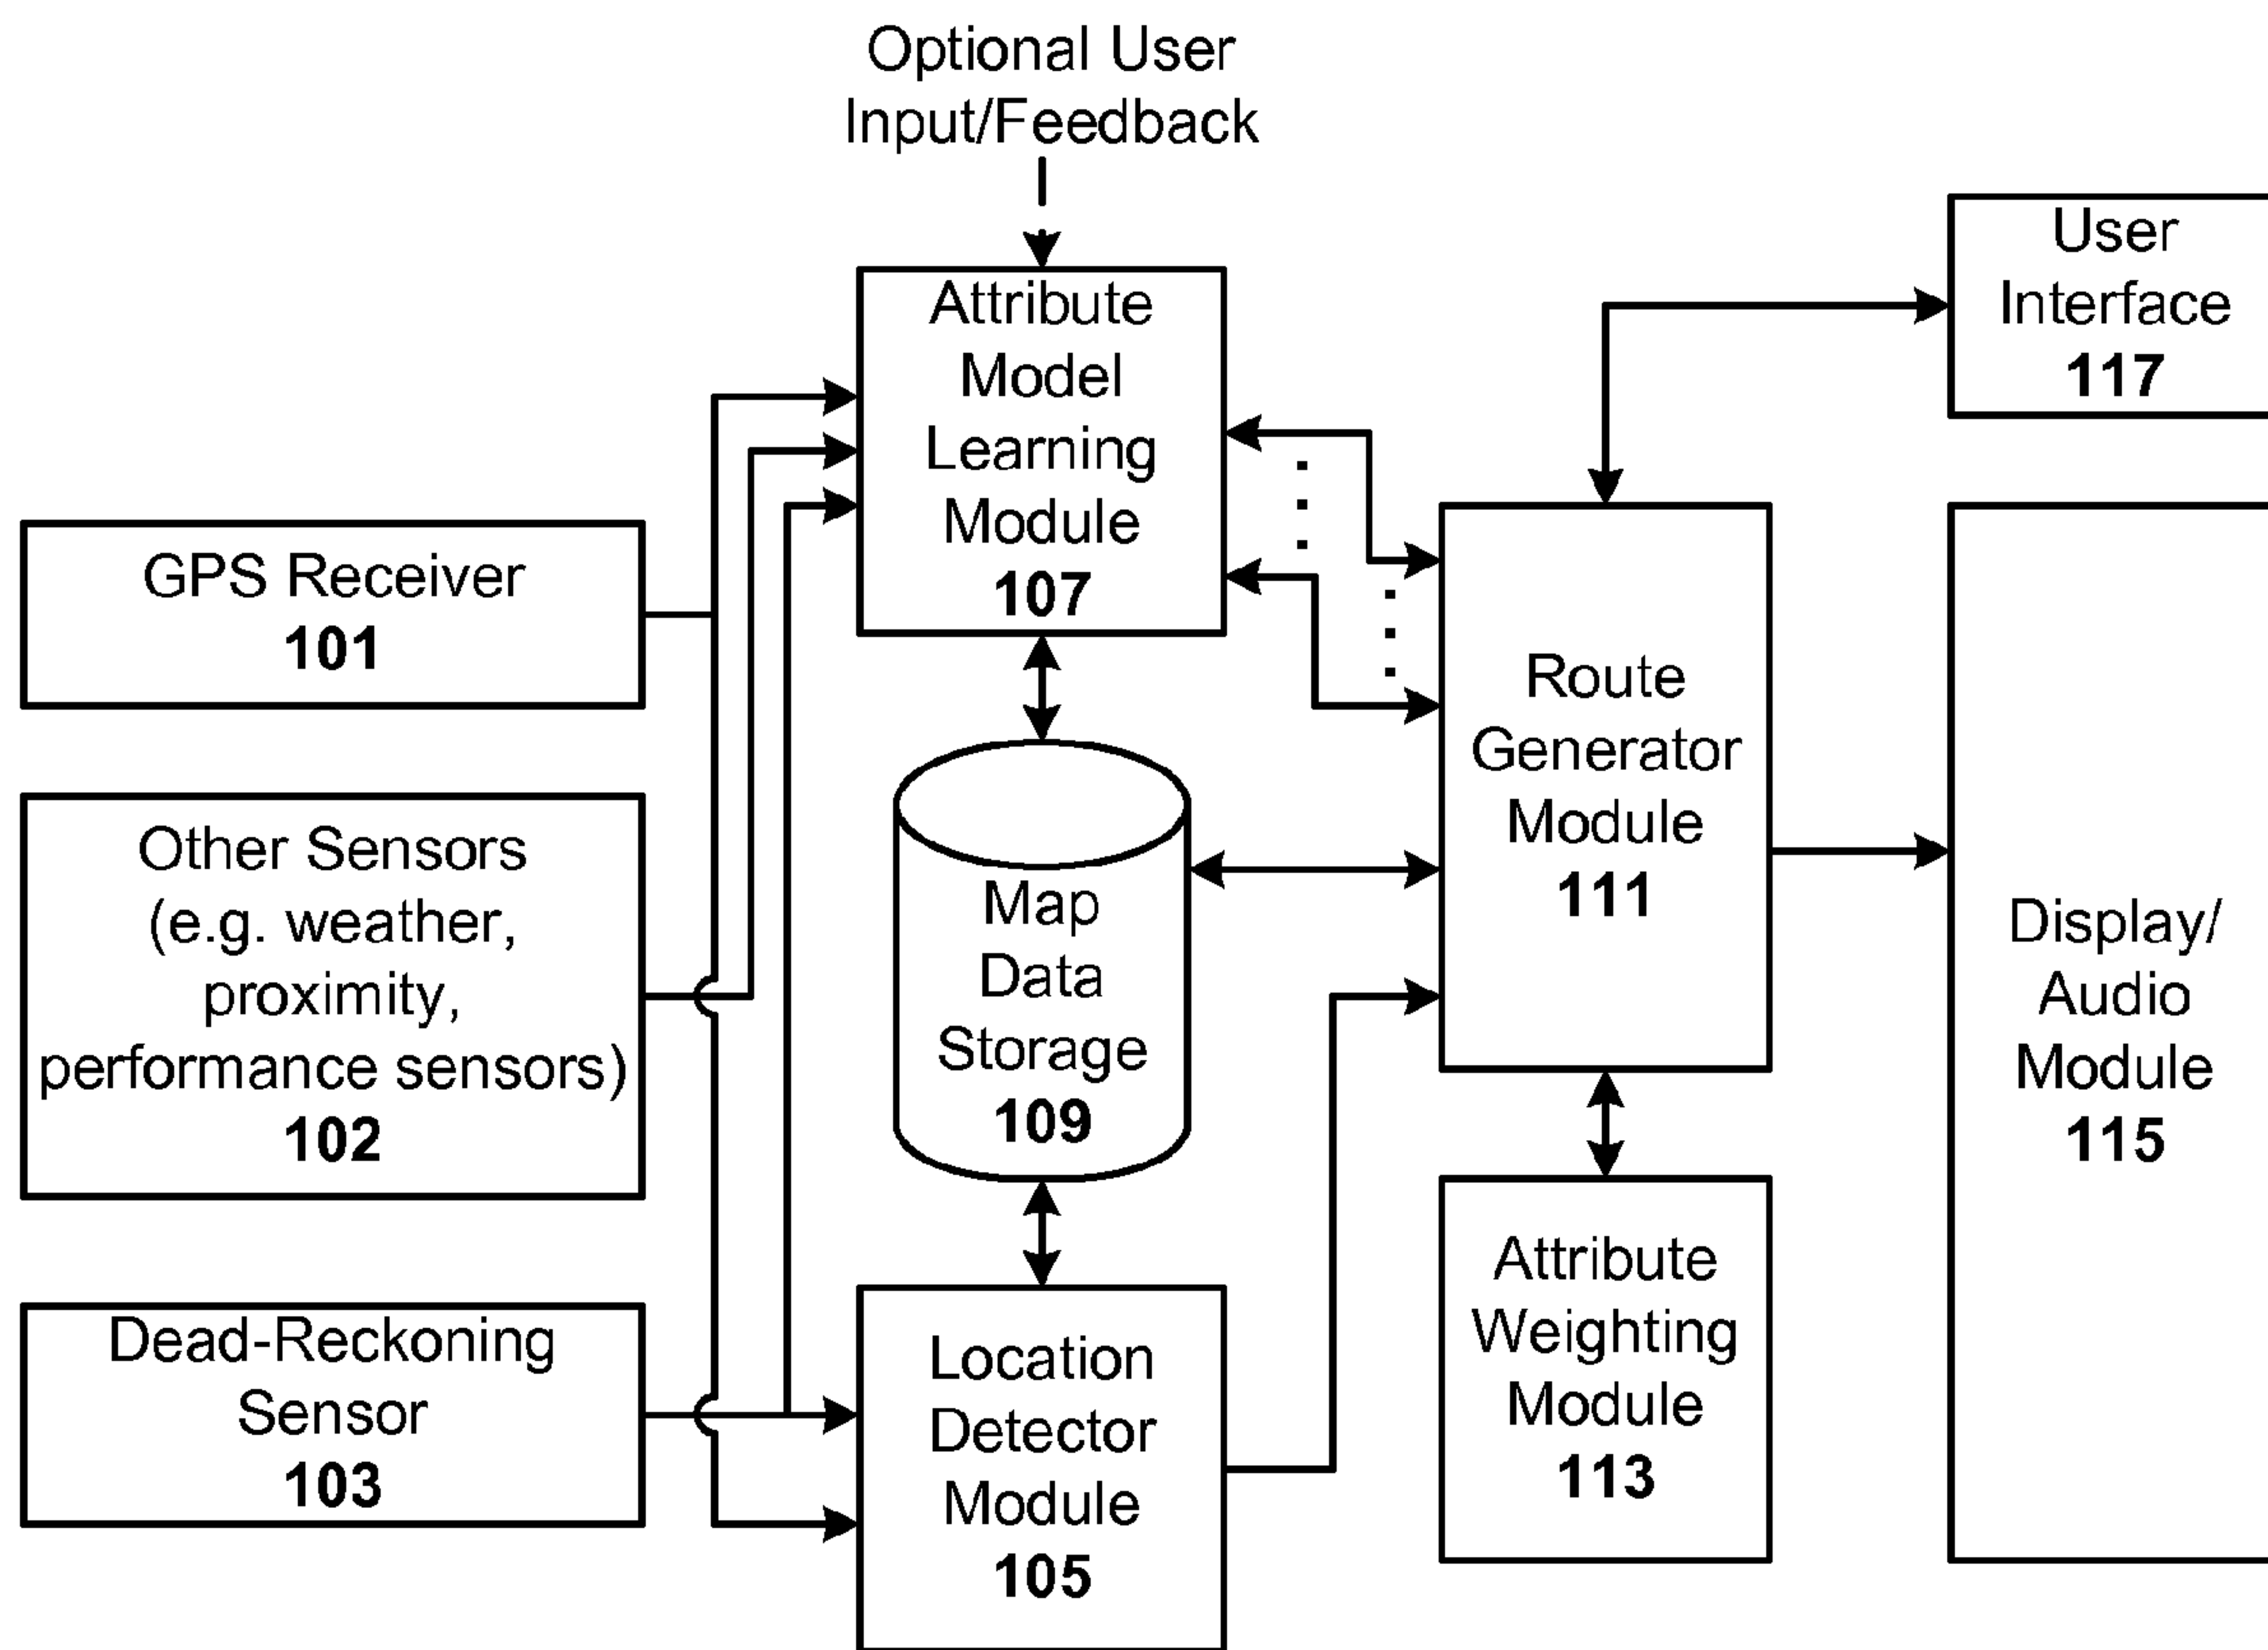 Optional User
Input/Feedback
Attribute
Model
Learning
Module
107
User
Interface
117
GPS Receiver
101
Other Sensors
(e.g. weather,
proximity,
performance sensors)
102
Dead-Reckoning
Sensor
103
Map
Data
Storage
109
Location
Detector
Module
105
Route
Generator
Module
111
Attribute
Weighting
Module
113
Display/
Audio
Module
115